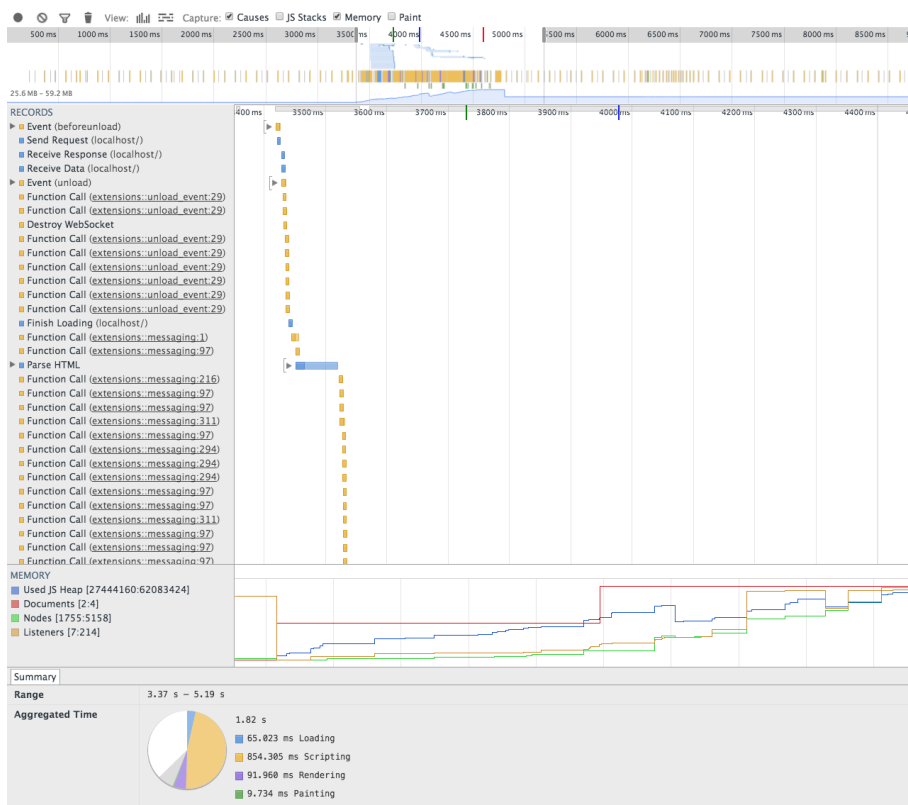 View: Capture: Causes JS Stacks Memory Paint
500 ms 1000 ms 1500 ms 2000 ms 2500 ms 3000 ms 3500 ms 4000 ms 4500 ms 5000 ms 5500 ms 6000 ms 6500 ms 7000 ms 7500 ms 8000 ms 8500 ms
25.6 MB – 59.2 MB
RECORDS 400 ms 3500 ms 3600 ms 3700 ms 3800 ms 3900 ms 4000 ms 4100 ms 4200 ms 4300 ms 4400 ms
Event (beforeunload)
Send Request (localhost/)
Receive Response (localhost/)
Receive Data (localhost/)
Event (unload)
Function Call (extensions::unload_event:29)
Function Call (extensions::unload_event:29)
Destroy WebSocket
Function Call (extensions::unload_event:29)
Function Call (extensions::unload_event:29)
Function Call (extensions::unload_event:29)
Function Call (extensions::unload_event:29)
Function Call (extensions::unload_event:29)
Function Call (extensions::unload_event:29)
Finish Loading (localhost/)
Function Call (extensions::messaging:1)
Function Call (extensions::messaging:97)
Parse HTML
Function Call (extensions::messaging:216)
Function Call (extensions::messaging:97)
Function Call (extensions::messaging:97)
Function Call (extensions::messaging:311)
Function Call (extensions::messaging:97)
Function Call (extensions::messaging:294)
Function Call (extensions::messaging:294)
Function Call (extensions::messaging:294)
Function Call (extensions::messaging:97)
Function Call (extensions::messaging:97)
Function Call (extensions::messaging:311)
Function Call (extensions::messaging:97)
Function Call (extensions::messaging:97)
Function Call (extensions::messaging:97)
MEMORY
Used JS Heap [27444160:62083424]
Documents [2:4]
Nodes [1755:5158]
Listeners [7:214]
Summary
Range 3.37 s – 5.19 s
Aggregated Time
1.82 s
65.023 ms Loading
854.305 ms Scripting
91.960 ms Rendering
9.734 ms Painting